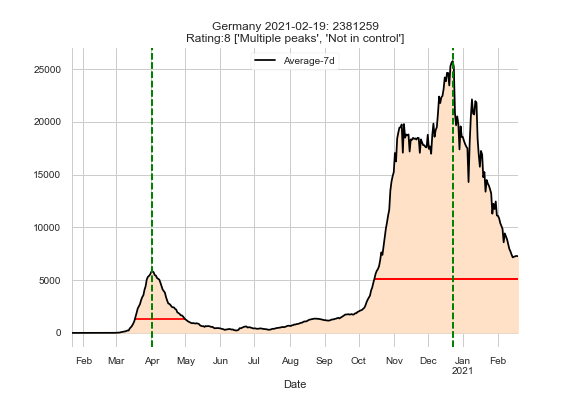 Germany 2021-02-19: 2381259
Rating:8 ['Multiple peaks', 'Not in control']
Average-7d
25000
20000
15000
10000
5000
0
Feb Mar Apr May Jun Jul Aug Sep Oct Nov Dec Jan Feb
2021
Date